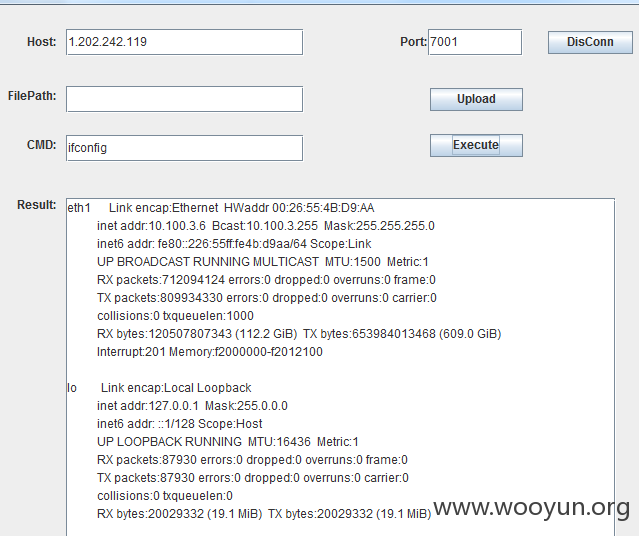 Host: 1.202.242.119 Port: 7001 DisConn
FilePath: Upload
CMD: ifconfig Execute
Result: eth1 Link encap:Ethernet HWaddr 00:26:55:4B:D9:AA
inet addr:10.100.3.6 Bcast:10.100.3.255 Mask:255.255.255.0
inet6 addr: fe80::226:55ff:fe4b:d9aa/64 Scope:Link
UP BROADCAST RUNNING MULTICAST MTU:1500 Metric:1
RX packets:712094124 errors:0 dropped:0 overruns:0 frame:0
TX packets:809934330 errors:0 dropped:0 overruns:0 carrier:0
collisions:0 txqueuelen:1000
RX bytes:120507807343 (112.2 GiB) TX bytes:653984013468 (609.0 GiB)
Interrupt:201 Memory:f2000000-f2012100
lo Link encap:Local Loopback
inet addr:127.0.0.1 Mask:255.0.0.0
inet6 addr: ::1/128 Scope:Host
UP LOOPBACK RUNNING MTU:16436 Metric:1
RX packets:87930 errors:0 dropped:0 overruns:0 frame:0
TX packets:87930 errors:0 dropped:0 overruns:0 carrier:0
collisions:0 txqueuelen:0
RX bytes:20029332 (19.1 MiB) TX bytes:20029332 (19.1 MiB)
www.wooyun.org